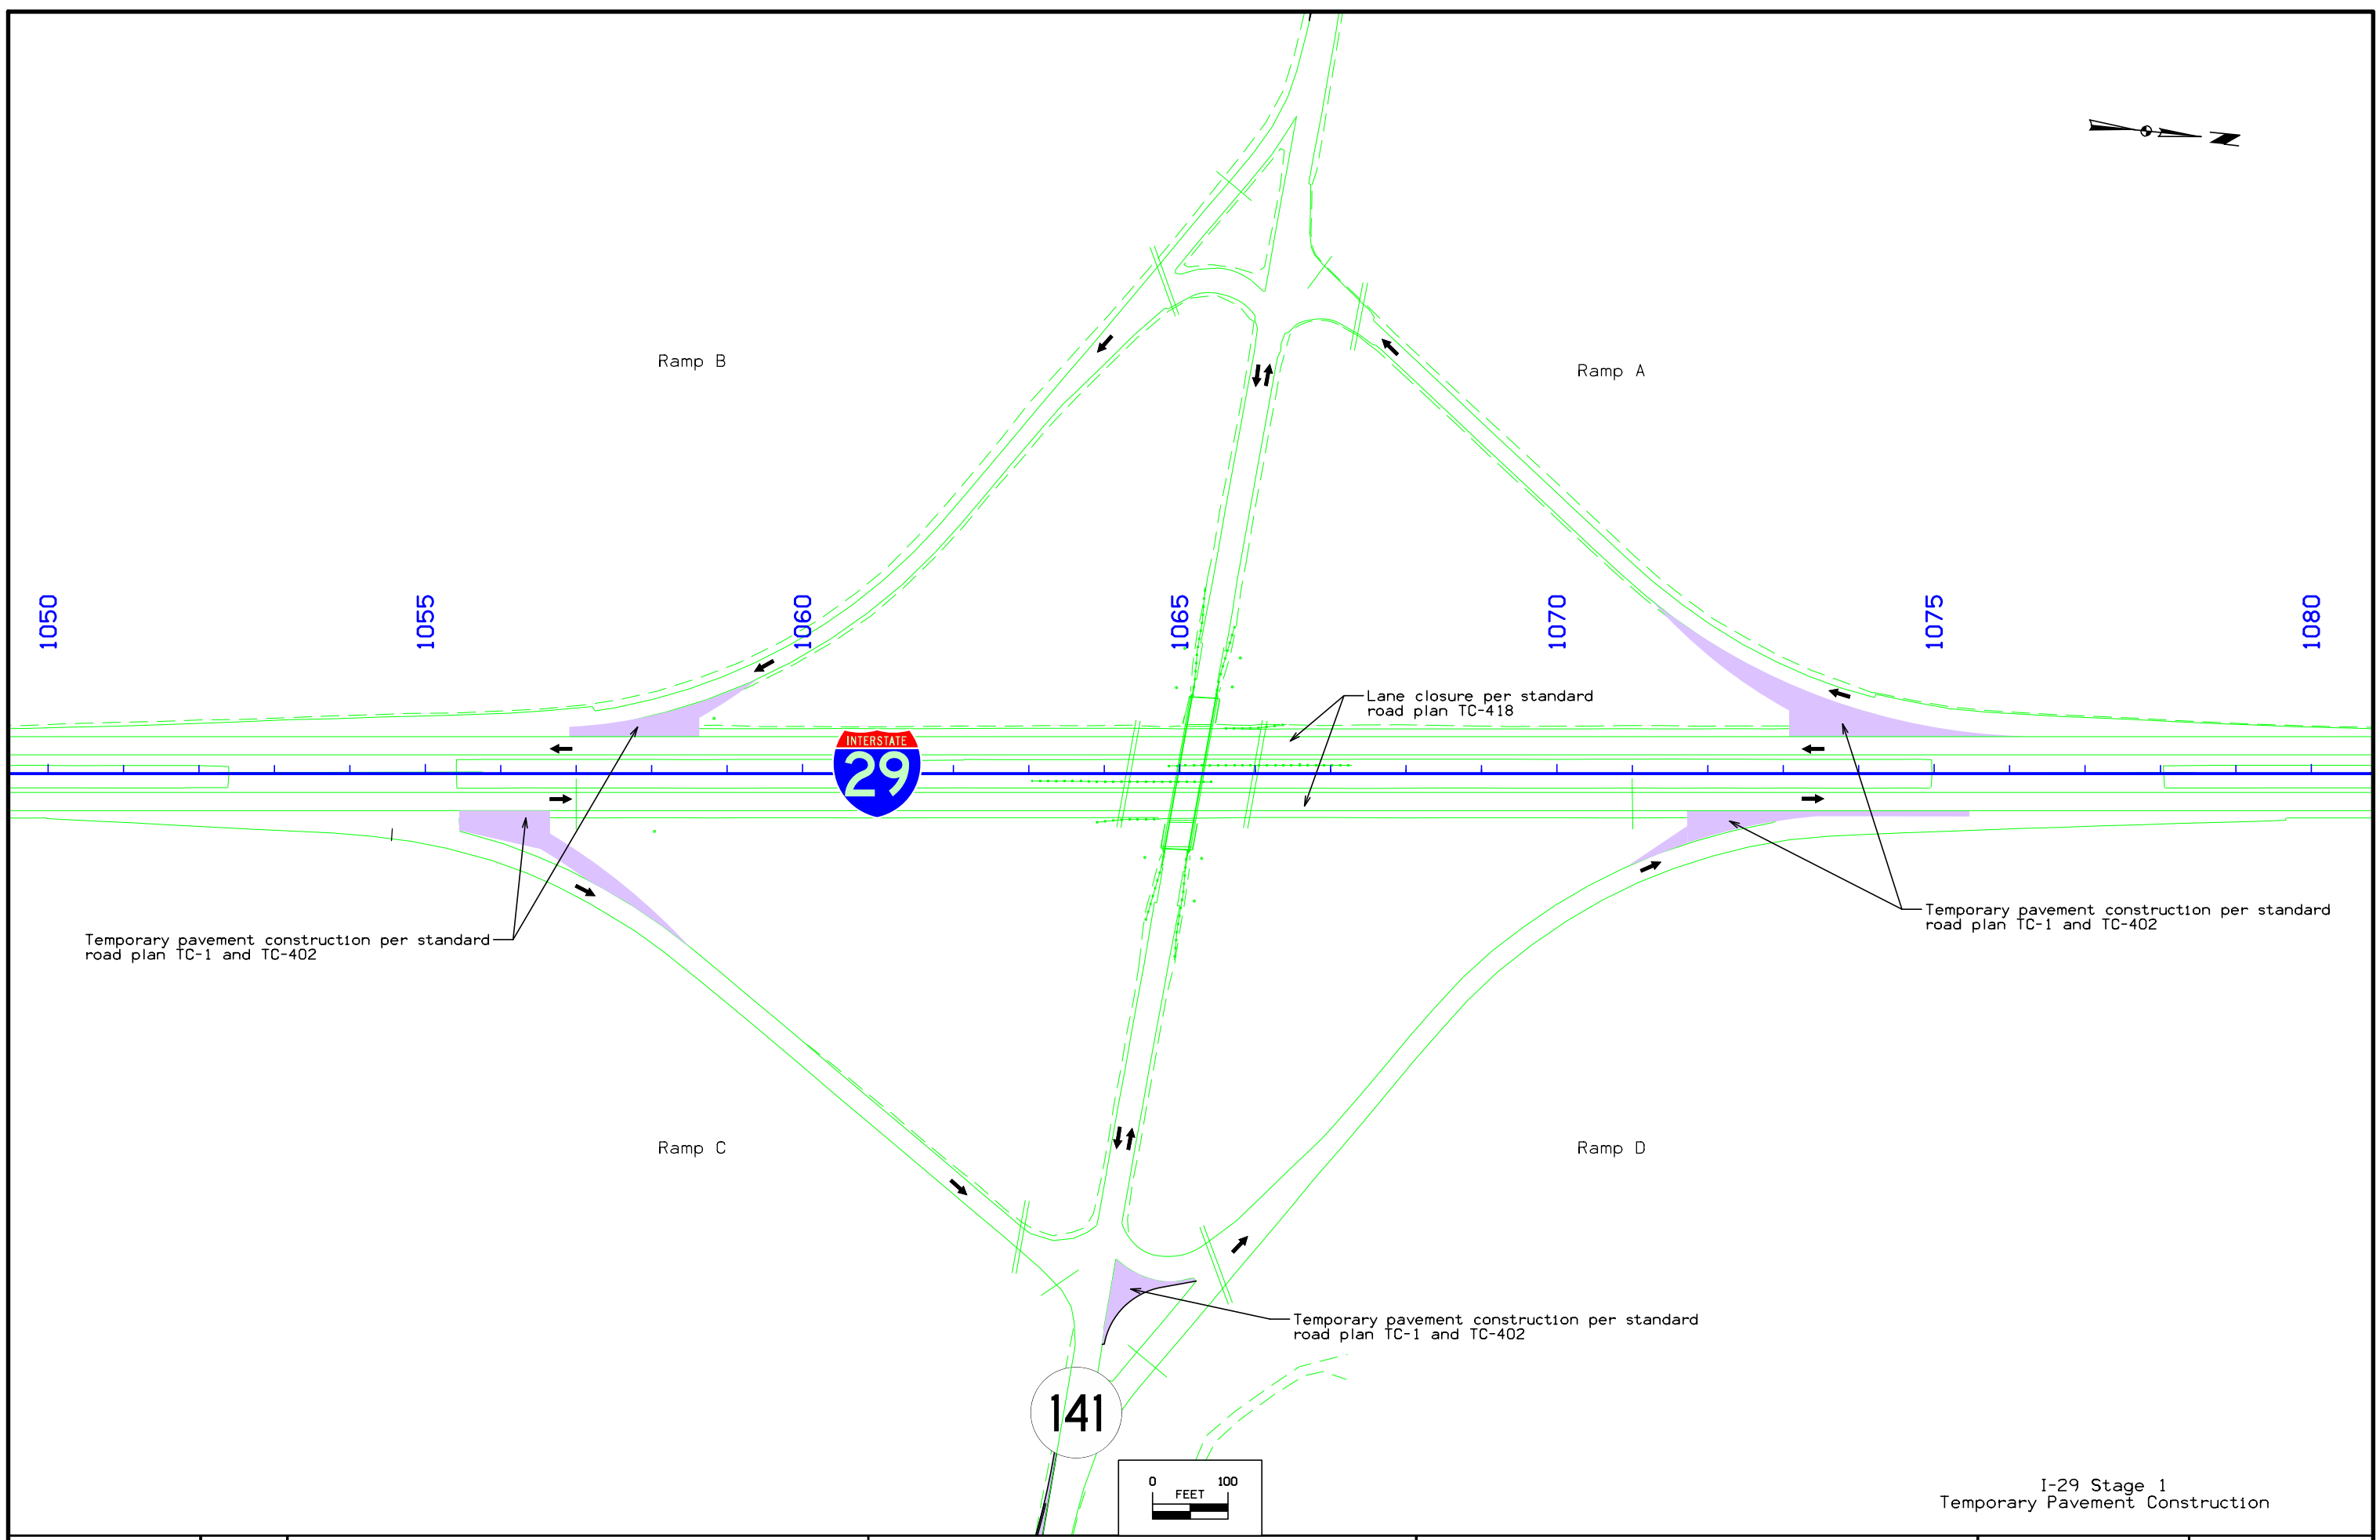 N
Ramp B
Ramp A
1050
1055
1060
1065
1070
1075
1080
Lane closure per standard
road plan TC-418
INTERSTATE
29
Temporary pavement construction per standard
road plan TC-1 and TC-402
Temporary pavement construction per standard
road plan TC-1 and TC-402
Ramp C
Ramp D
Temporary pavement construction per standard
road plan TC-1 and TC-402
141
0 100
FEET
I-29 Stage 1
Temporary Pavement Construction